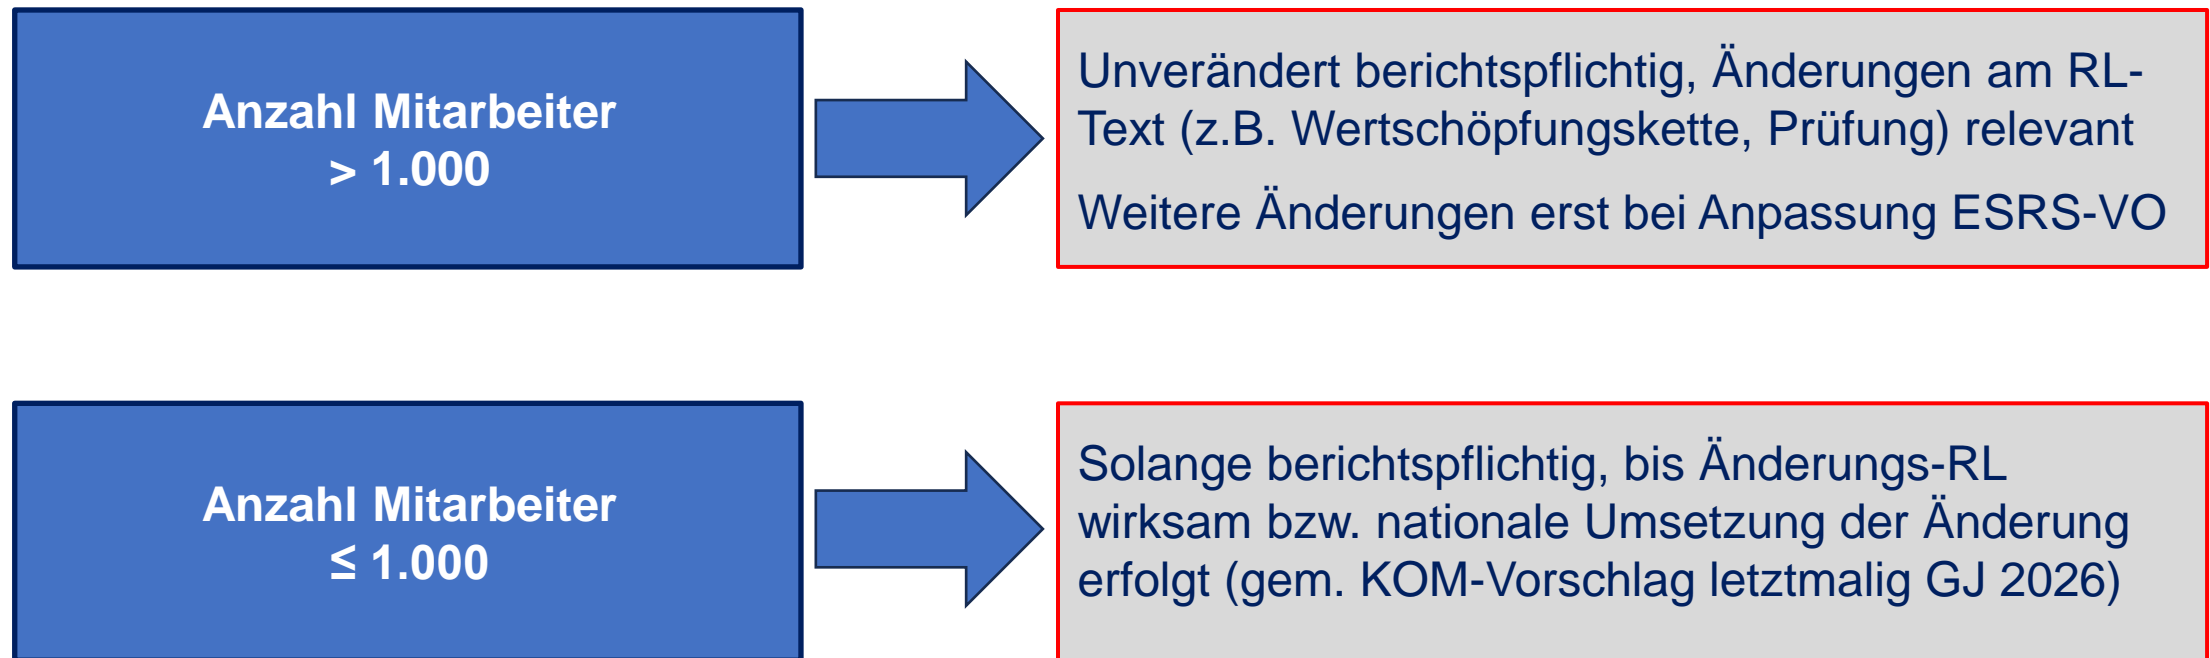 Anzahl Mitarbeiter
> 1.000
Unverändert berichtspflichtig, Änderungen am RL-
Text (z.B. Wertschöpfungskette, Prüfung) relevant
Weitere Änderungen erst bei Anpassung ESRS-VO
Anzahl Mitarbeiter
≤ 1.000
Solange berichtspflichtig, bis Änderungs-RL
wirksam bzw. nationale Umsetzung der Änderung
erfolgt (gem. KOM-Vorschlag letztmalig GJ 2026)